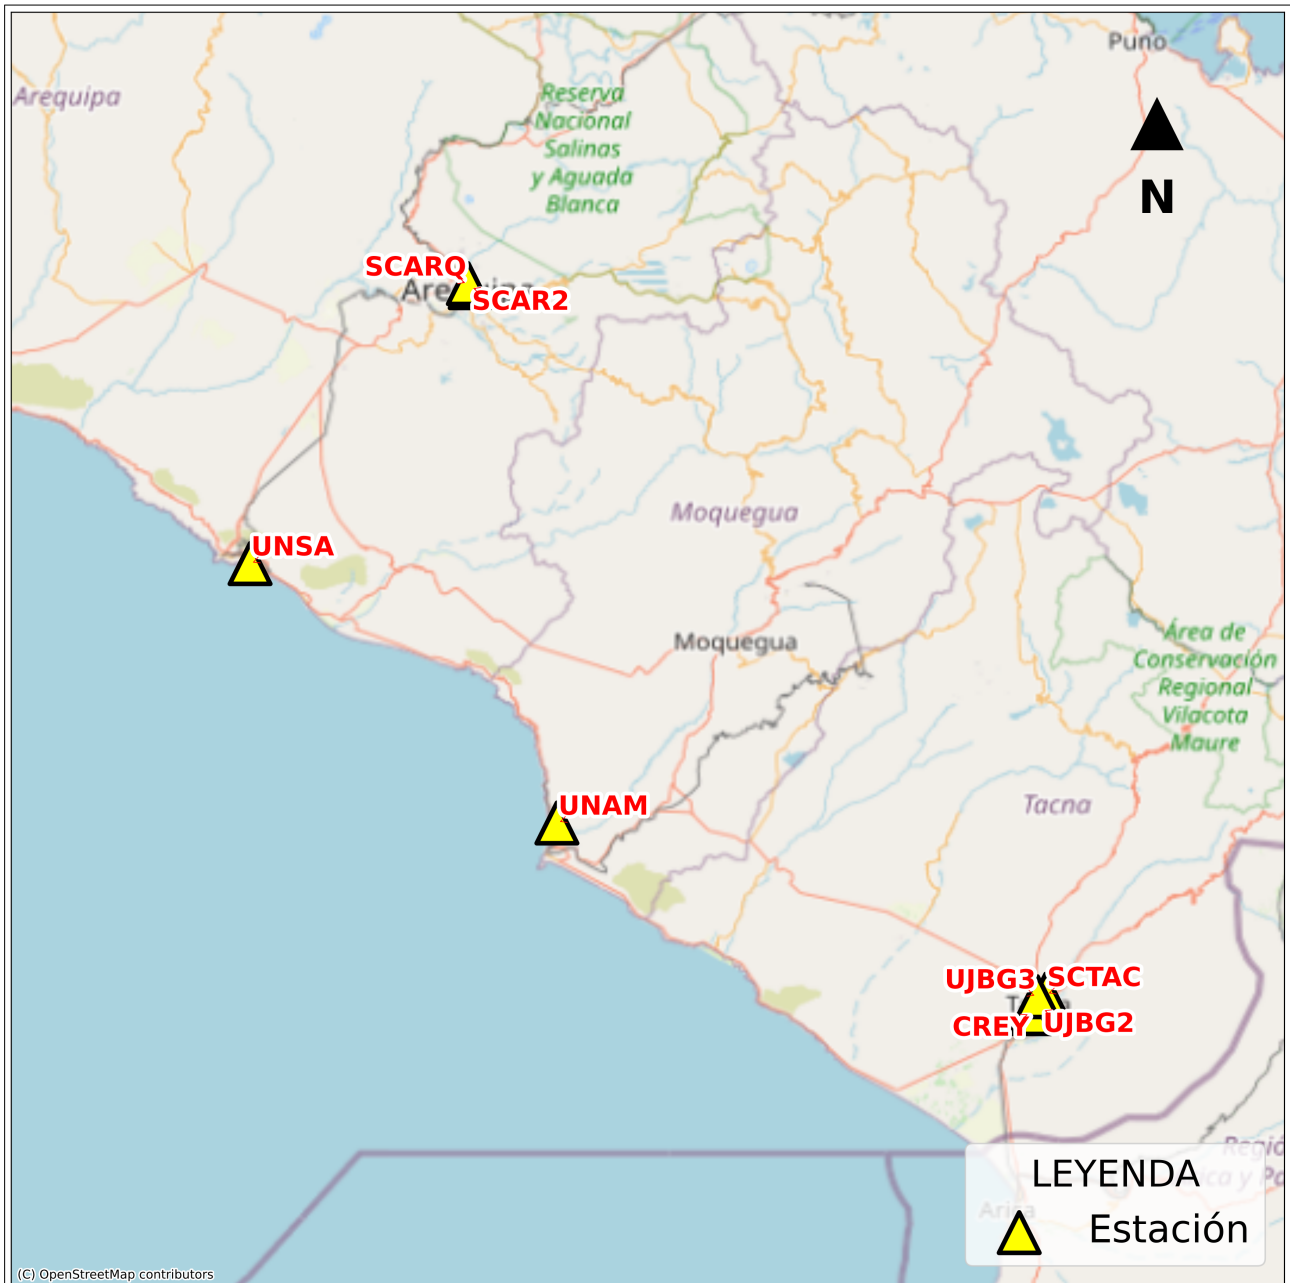 Puno
Arequipa
Reserva
Nacional
Salinas
y Aguada
Blanca
N
SCARQ
SCAR2
Moquegua
UNSA
Moquegua
Área de
Conservación
Regional
Vilacota
Maure
Tacna
UNAM
UJBG3
SCTAC
CREY
UJBG2
LEYENDA
Estación
Arica
(C) OpenStreetMap contributors